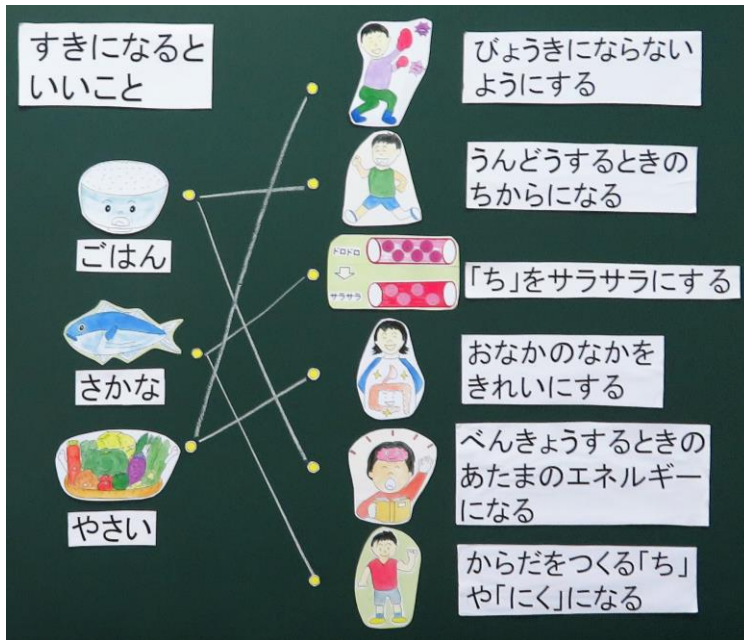 すきになると
いいこと
ごはん
さかな
やさい
びょうきにならない
ようにする
うんどうするときの
ちからになる
ドロドロ
サラサラ
「ち」をサラサラにする
おなかのなかを
きれいにする
べんきょうするときの
あたまのエネルギー
になる
からだをつくる「ち」
や「にく」になる